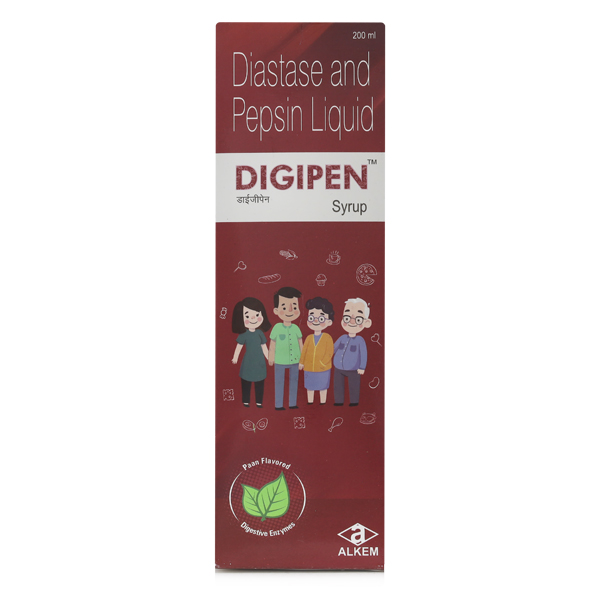 200 ml
Diastase and
Pepsin Liquid
DIGIPEN™
डाईजीपेन
Syrup
Paan Flavored
Digestive Enzymes
a
ALKEM